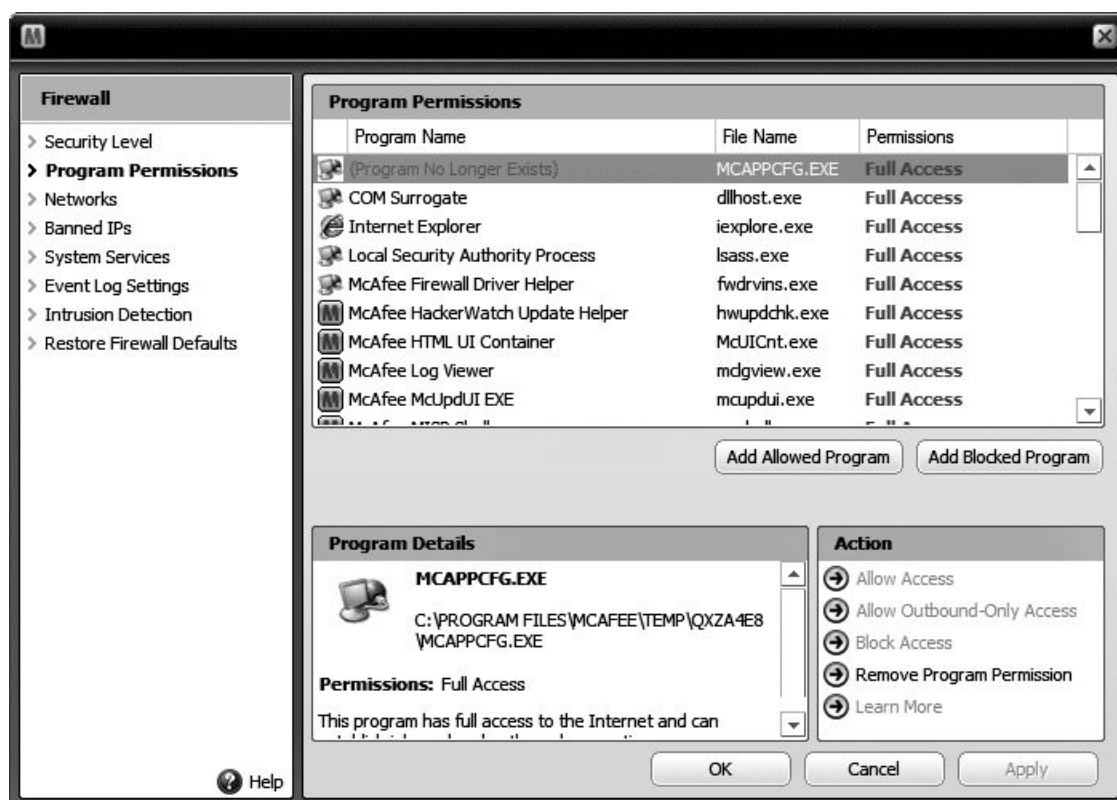 Firewall
Security Level
Program Permissions
Networks
Banned IPs
System Services
Event Log Settings
Intrusion Detection
Restore Firewall Defaults
Help
Program Permissions
Program Name File Name Permissions
(Program No Longer Exists) MCAPPCFG.EXE Full Access
COM Surrogate dllhost.exe Full Access
Internet Explorer iexplore.exe Full Access
Local Security Authority Process lsass.exe Full Access
McAfee Firewall Driver Helper fwdrvins.exe Full Access
McAfee HackerWatch Update Helper hwupdchk.exe Full Access
McAfee HTML UI Container McUICnt.exe Full Access
McAfee Log Viewer mclgview.exe Full Access
McAfee McUpdUI EXE mcupdui.exe Full Access
Add Allowed Program Add Blocked Program
Program Details
MCAPPCFG.EXE
C:\PROGRAM FILES\MCAFEE\TEMP\QXZA4E8
\MCAPPCFG.EXE
Permissions: Full Access
This program has full access to the Internet and can
Action
Allow Access
Allow Outbound-Only Access
Block Access
Remove Program Permission
Learn More
OK Cancel Apply